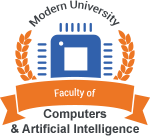 Modern University
Faculty of
Computers
& Artificial Intelligence